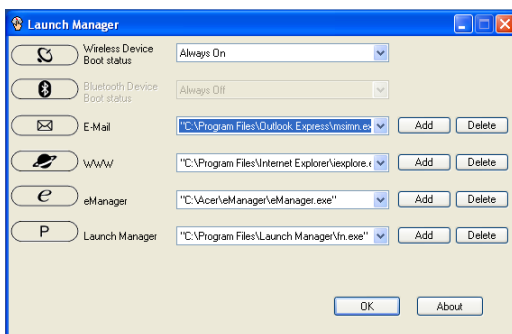 Launch Manager
Wireless Device
Boot status
Always On
Bluetooth Device
Boot status
Always Off
E-Mail
"C:\Program Files\Outlook Express\msimn.ex
Add
Delete
WWW
"C:\Program Files\Internet Explorer\iexplore.e
Add
Delete
e
eManager
"C:\Acer\eManager\eManager.exe"
Add
Delete
P
Launch Manager
"C:\Program Files\Launch Manager\fn.exe"
Add
Delete
OK
About